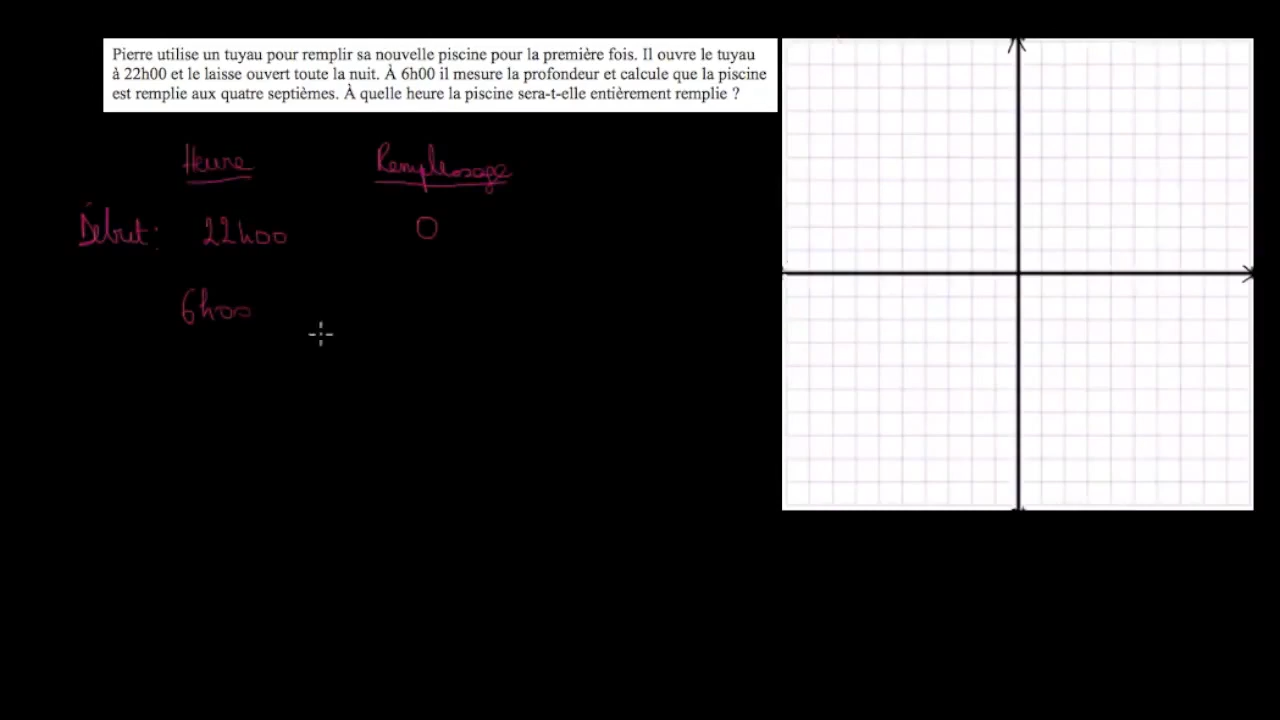 Pierre utilise un tuyau pour remplir sa nouvelle piscine pour la première fois. Il ouvre le tuyau
à 22h00 et le laisse ouvert toute la nuit. À 6h00 il mesure la profondeur et calcule que la piscine
est remplie aux quatre septièmes. À quelle heure la piscine sera-t-elle entièrement remplie ?
Heure Remplissage
Début: 22h00 0
6h00